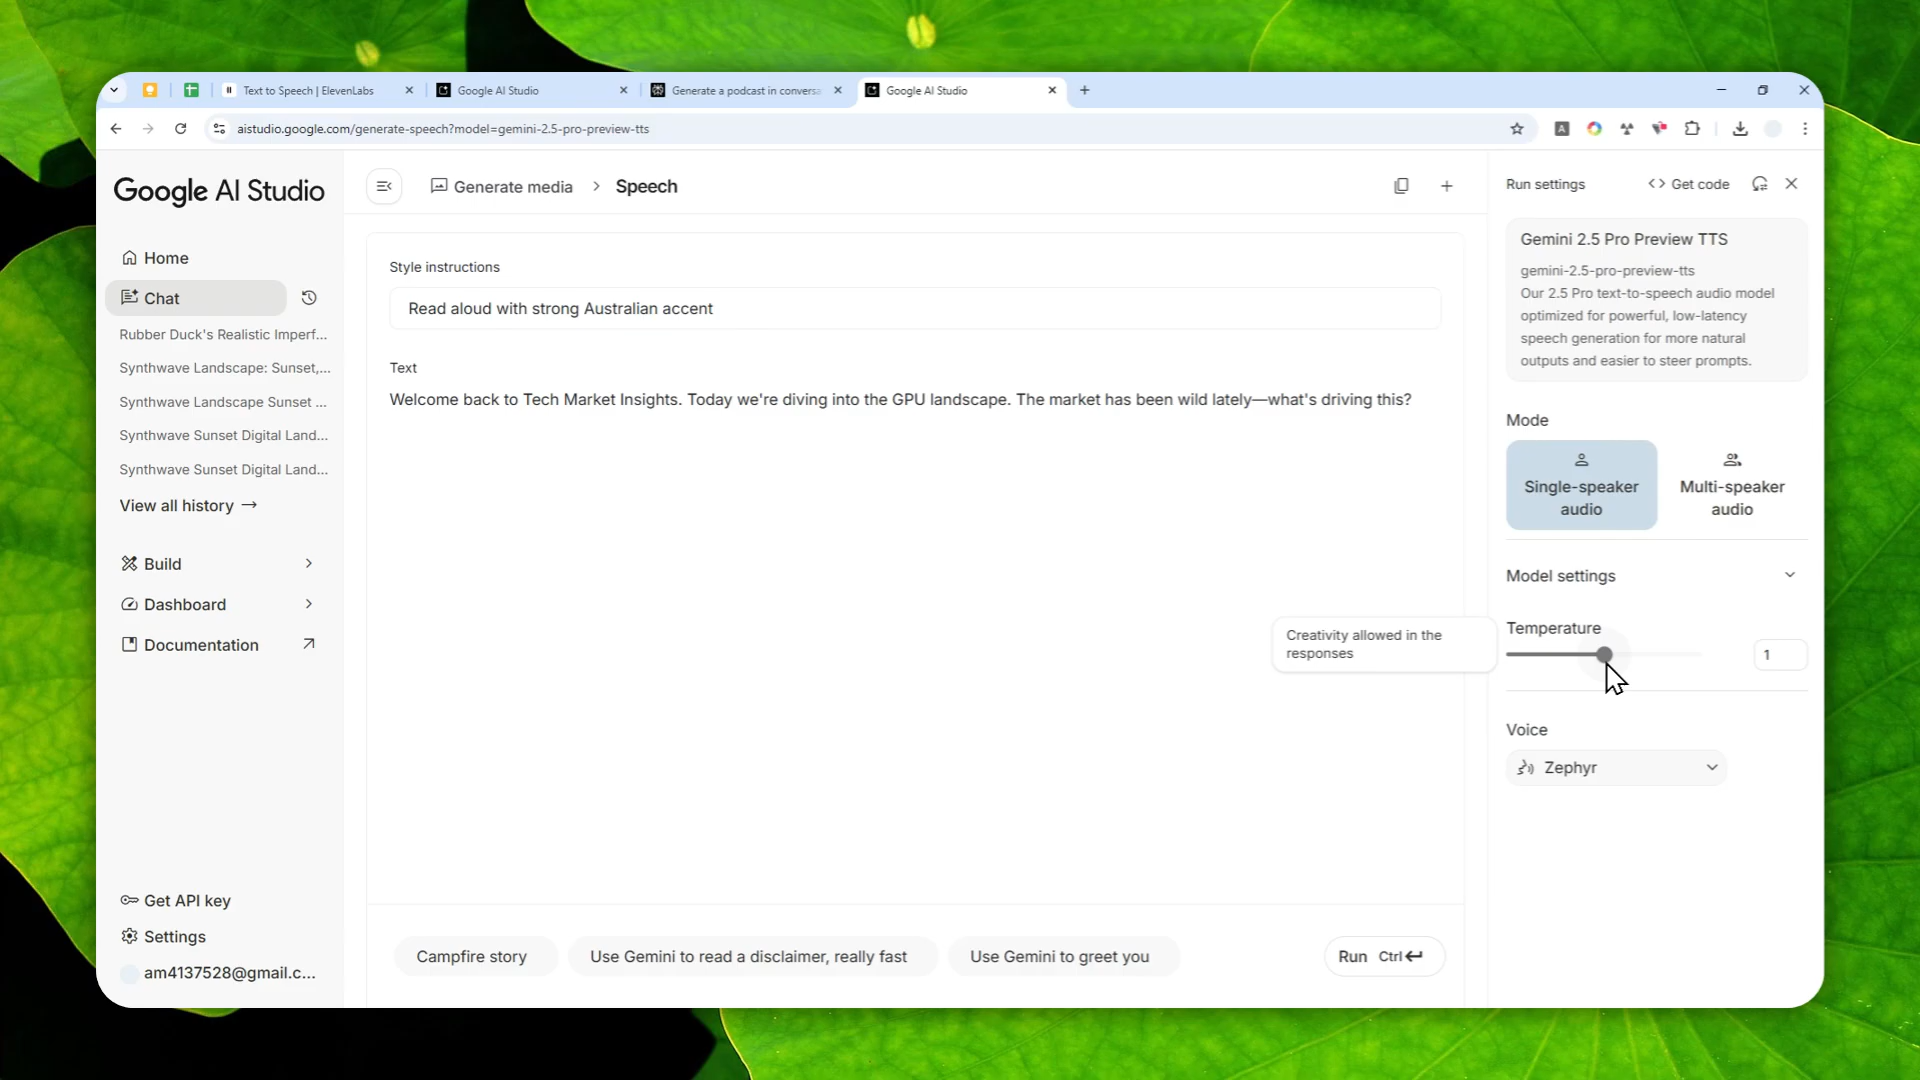 Text to Speech | ElevenLabs
Google AI Studio
Generate a podcast in conversa
Google AI Studio
aistudio.google.com/generate-speech?model=gemini-2.5-pro-preview-tts
Google AI Studio
Home
Chat
Rubber Duck's Realistic Imperf...
Synthwave Landscape: Sunset,...
Synthwave Landscape Sunset ...
Synthwave Sunset Digital Land...
Synthwave Sunset Digital Land...
View all history
Build
Dashboard
Documentation
Get API key
Settings
am4137528@gmail.c...
Generate media > Speech
Style instructions
Read aloud with strong Australian accent
Text
Welcome back to Tech Market Insights. Today we're diving into the GPU landscape. The market has been wild lately—what's driving this?
Campfire story
Use Gemini to read a disclaimer, really fast
Use Gemini to greet you
Run Ctrl
Run settings
Get code
Gemini 2.5 Pro Preview TTS
gemini-2.5-pro-preview-tts
Our 2.5 Pro text-to-speech audio model
optimized for powerful, low-latency
speech generation for more natural
outputs and easier to steer prompts.
Mode
Single-speaker
audio
Multi-speaker
audio
Model settings
Creativity allowed in the
responses
Temperature
1
Voice
Zephyr